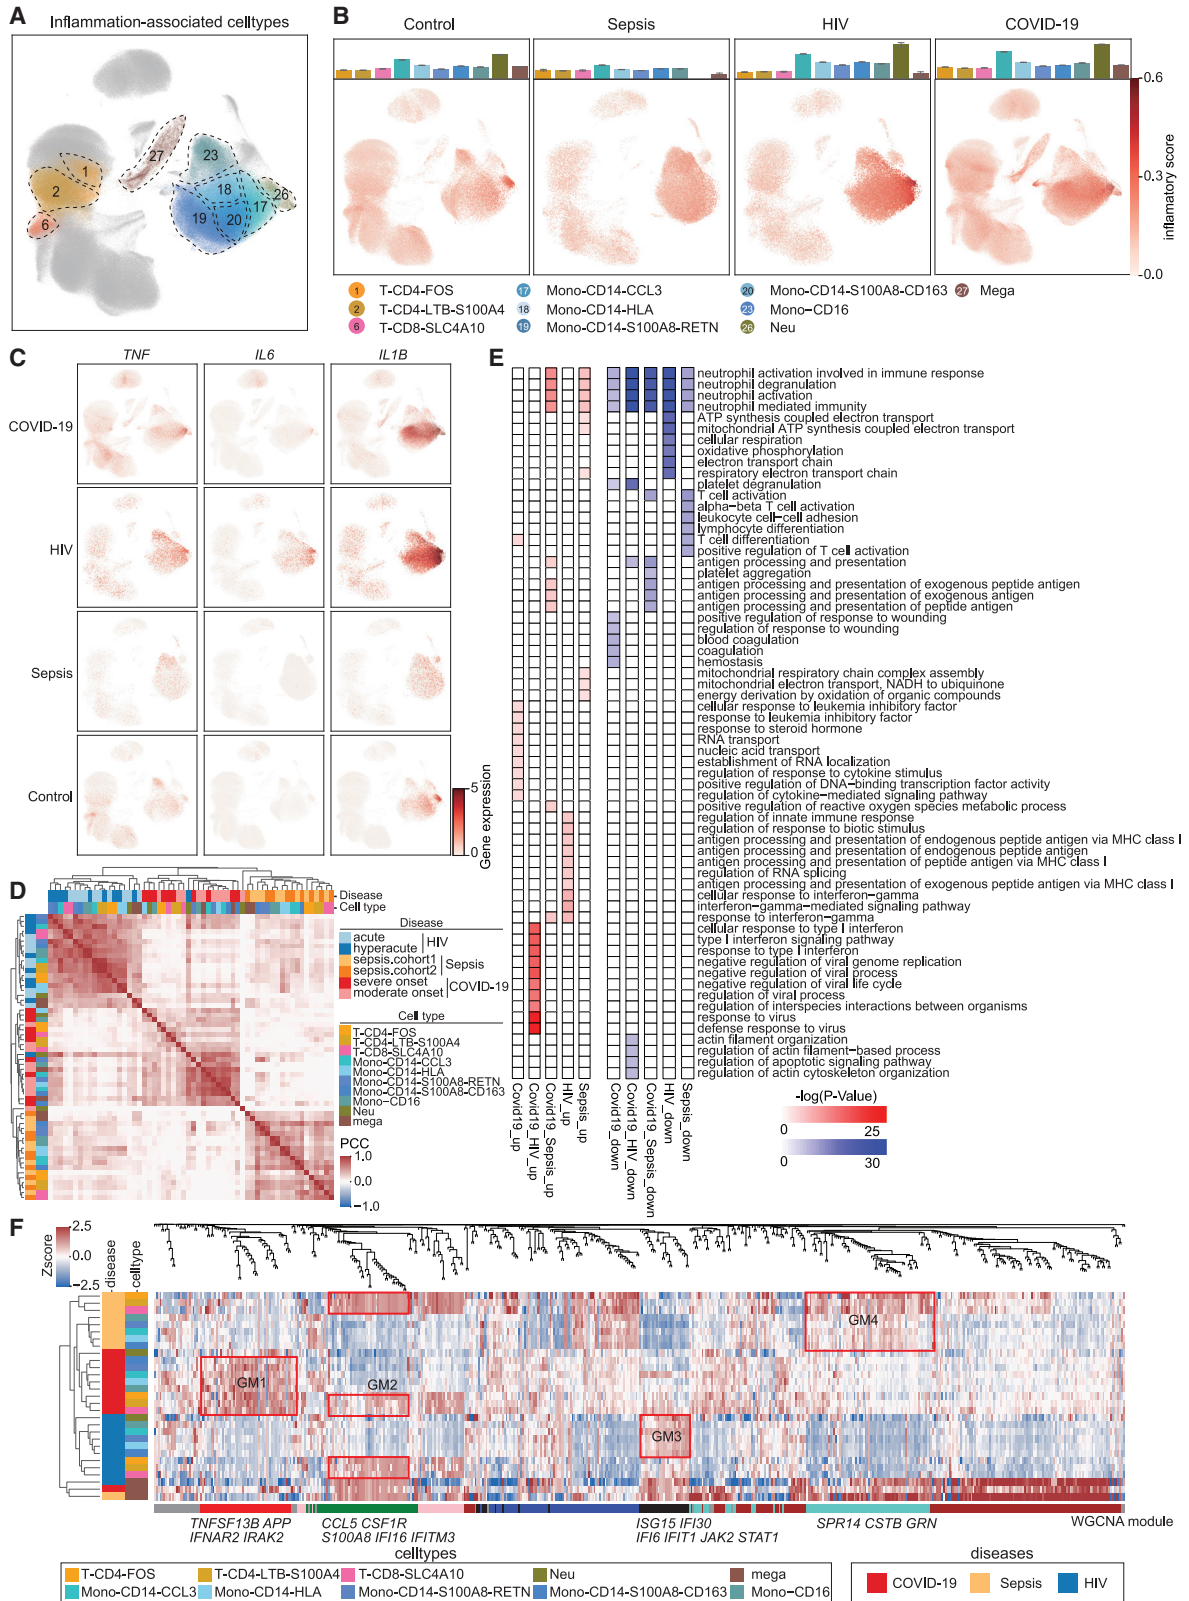 A
Inflammation-associated celltypes
1
2
6
27
23
18
26
17
19
20
B
Control
Sepsis
HIV
COVID-19
0.6
0.3
0.0
inflamatory score
1 T-CD4-FOS
2 T-CD4-LTB-S100A4
6 T-CD8-SLC4A10
17 Mono-CD14-CCL3
18 Mono-CD14-HLA
19 Mono-CD14-S100A8-RETN
20 Mono-CD14-S100A8-CD163
23 Mono-CD16
26 Neu
27 Mega
C
TNF
IL6
IL1B
COVID-19
HIV
Sepsis
Control
5
0
Gene expression
D
Disease
Cell type
Disease
acute
hyperacute
HIV
sepsis.cohort1
sepsis.cohort2
Sepsis
severe onset
moderate onset
COVID-19
Cell type
T-CD4-FOS
T-CD4-LTB-S100A4
T-CD8-SLC4A10
Mono-CD14-CCL3
Mono-CD14-HLA
Mono-CD14-S100A8-RETN
Mono-CD14-S100A8-CD163
Mono-CD16
Neu
mega
PCC
1.0
0.0
-1.0
E
neutrophil activation involved in immune response
neutrophil degranulation
neutrophil activation
neutrophil mediated immunity
ATP synthesis coupled electron transport
mitochondrial ATP synthesis coupled electron transport
cellular respiration
oxidative phosphorylation
electron transport chain
respiratory electron transport chain
platelet degranulation
T cell activation
alpha-beta T cell activation
leukocyte cell-cell adhesion
lymphocyte differentiation
T cell differentiation
positive regulation of T cell activation
antigen processing and presentation
platelet aggregation
antigen processing and presentation of exogenous peptide antigen
antigen processing and presentation of exogenous antigen
antigen processing and presentation of peptide antigen
positive regulation of response to wounding
regulation of response to wounding
blood coagulation
coagulation
hemostasis
mitochondrial respiratory chain complex assembly
mitochondrial electron transport, NADH to ubiquinone
energy derivation by oxidation of organic compounds
cellular response to leukemia inhibitory factor
response to leukemia inhibitory factor
response to steroid hormone
RNA transport
nucleic acid transport
establishment of RNA localization
regulation of response to cytokine stimulus
positive regulation of DNA-binding transcription factor activity
regulation of cytokine-mediated signaling pathway
positive regulation of reactive oxygen species metabolic process
regulation of innate immune response
regulation of response to biotic stimulus
antigen processing and presentation of endogenous peptide antigen via MHC class I
antigen processing and presentation of endogenous peptide antigen
antigen processing and presentation of peptide antigen via MHC class I
regulation of RNA splicing
antigen processing and presentation of exogenous peptide antigen via MHC class I
cellular response to interferon-gamma
interferon-gamma-mediated signaling pathway
response to interferon-gamma
cellular response to type I interferon
type I interferon signaling pathway
response to type I interferon
negative regulation of viral genome replication
negative regulation of viral process
negative regulation of viral life cycle
regulation of viral process
regulation of interspecies interactions between organisms
response to virus
defense response to virus
actin filament organization
regulation of actin filament-based process
regulation of apoptotic signaling pathway
regulation of actin cytoskeleton organization
Covid19_up
Covid19_HIV_up
Covid19_Sepsis_up
HIV_up
Sepsis_up
Covid19_down
Covid19_HIV_down
Covid19_Sepsis_down
HIV_down
Sepsis_down
-log(P-Value)
0 25
0 30
F
Zscore
2.5
0.0
-2.5
disease
celltype
GM1
GM2
GM3
GM4
TNFSF13B APP
IFNAR2 IRAK2
CCL5 CSF1R
S100A8 IFI16 IFITM3
ISG15 IFI30
IFI6 IFIT1 JAK2 STAT1
SPR14 CSTB GRN
WGCNA module
celltypes
T-CD4-FOS
T-CD4-LTB-S100A4
T-CD8-SLC4A10
Neu
mega
Mono-CD14-CCL3
Mono-CD14-HLA
Mono-CD14-S100A8-RETN
Mono-CD14-S100A8-CD163
Mono-CD16
diseases
COVID-19
Sepsis
HIV